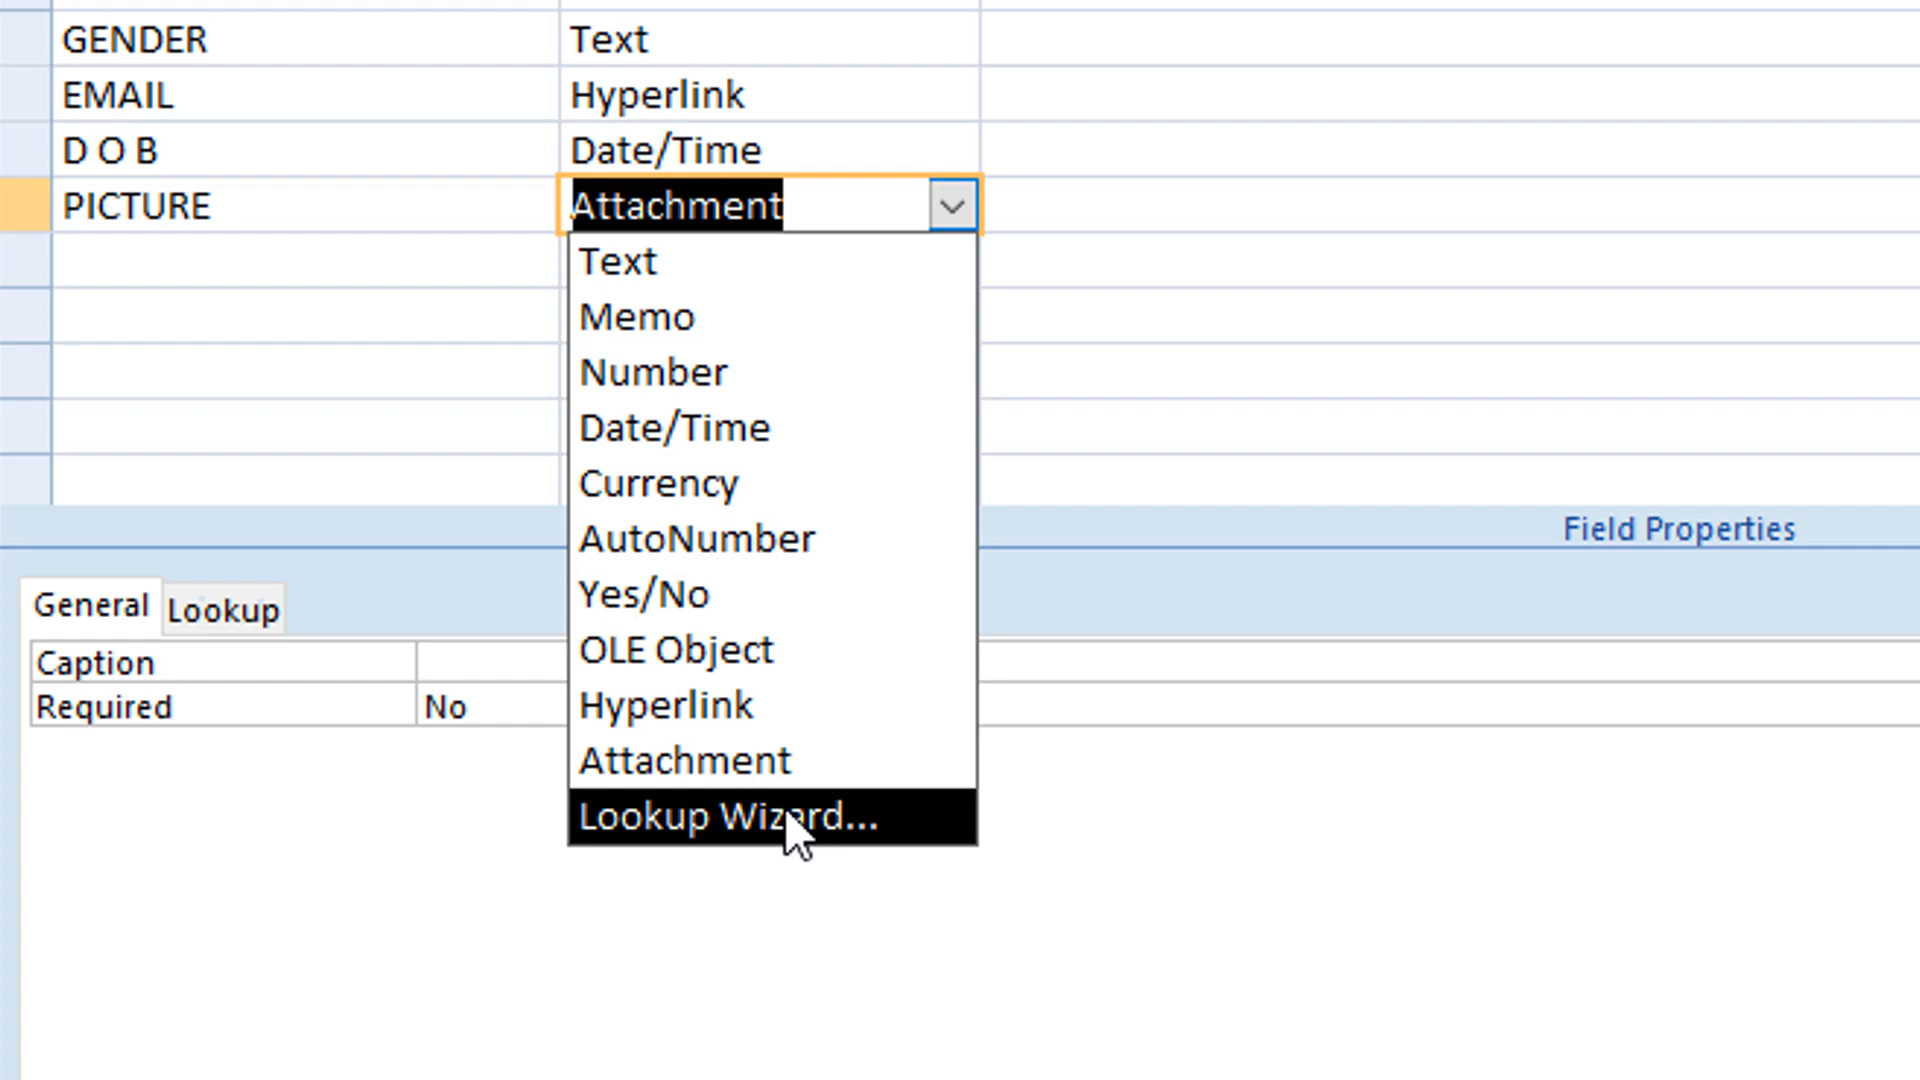 GENDER Text
EMAIL Hyperlink
D O B Date/Time
PICTURE Attachment
Text
Memo
Number
Date/Time
Currency
AutoNumber
Yes/No
OLE Object
Hyperlink
Attachment
Lookup Wizard...
Field Properties
General Lookup
Caption
Required No